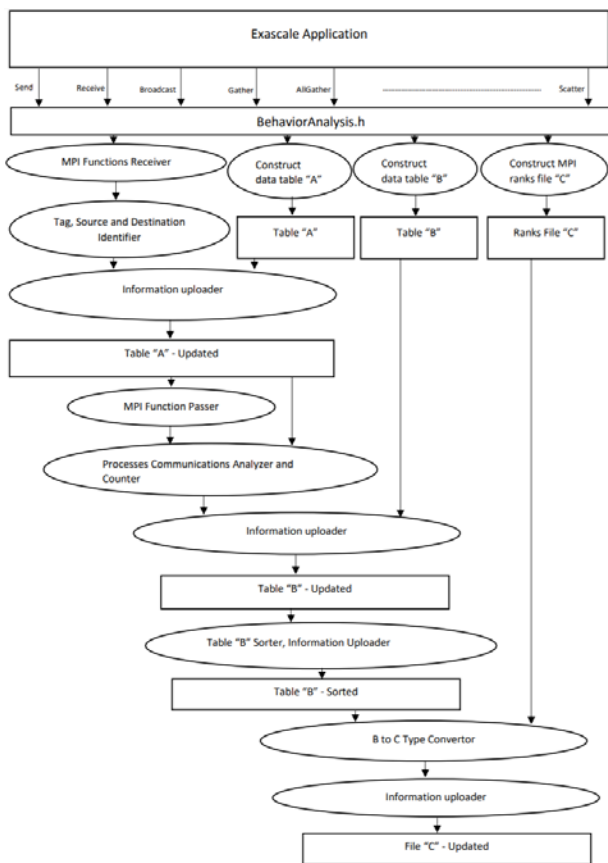 Exascale Application
Send
Receive
Broadcast
Gather
AllGather
Scatter
BehaviorAnalysis.h
MPI Functions Receiver
Construct
data table "A"
Construct
data table "B"
Construct MPI
ranks file "C"
Tag, Source and Destination
Identifier
Table "A"
Table "B"
Ranks File "C"
Information uploader
Table "A" - Updated
MPI Function Passer
Processes Communications Analyzer and
Counter
Information uploader
Table "B" - Updated
Table "B" Sorter, Information Uploader
Table "B" - Sorted
B to C Type Convertor
Information uploader
File "C" - Updated